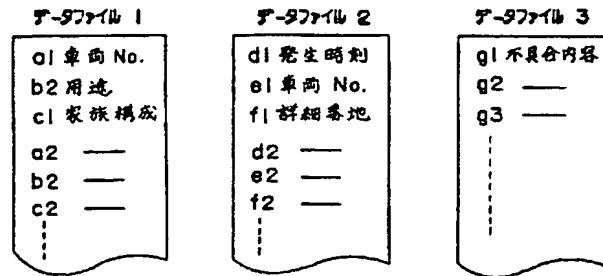 データファイル 1
a1 車両 No.
b2 用途
c1 家族構成
a2
b2
c2
データファイル 2
d1 発生時刻
e1 車両 No.
f1 詳細番地
d2
e2
f2
データファイル 3
g1 不具合内容
g2
g3